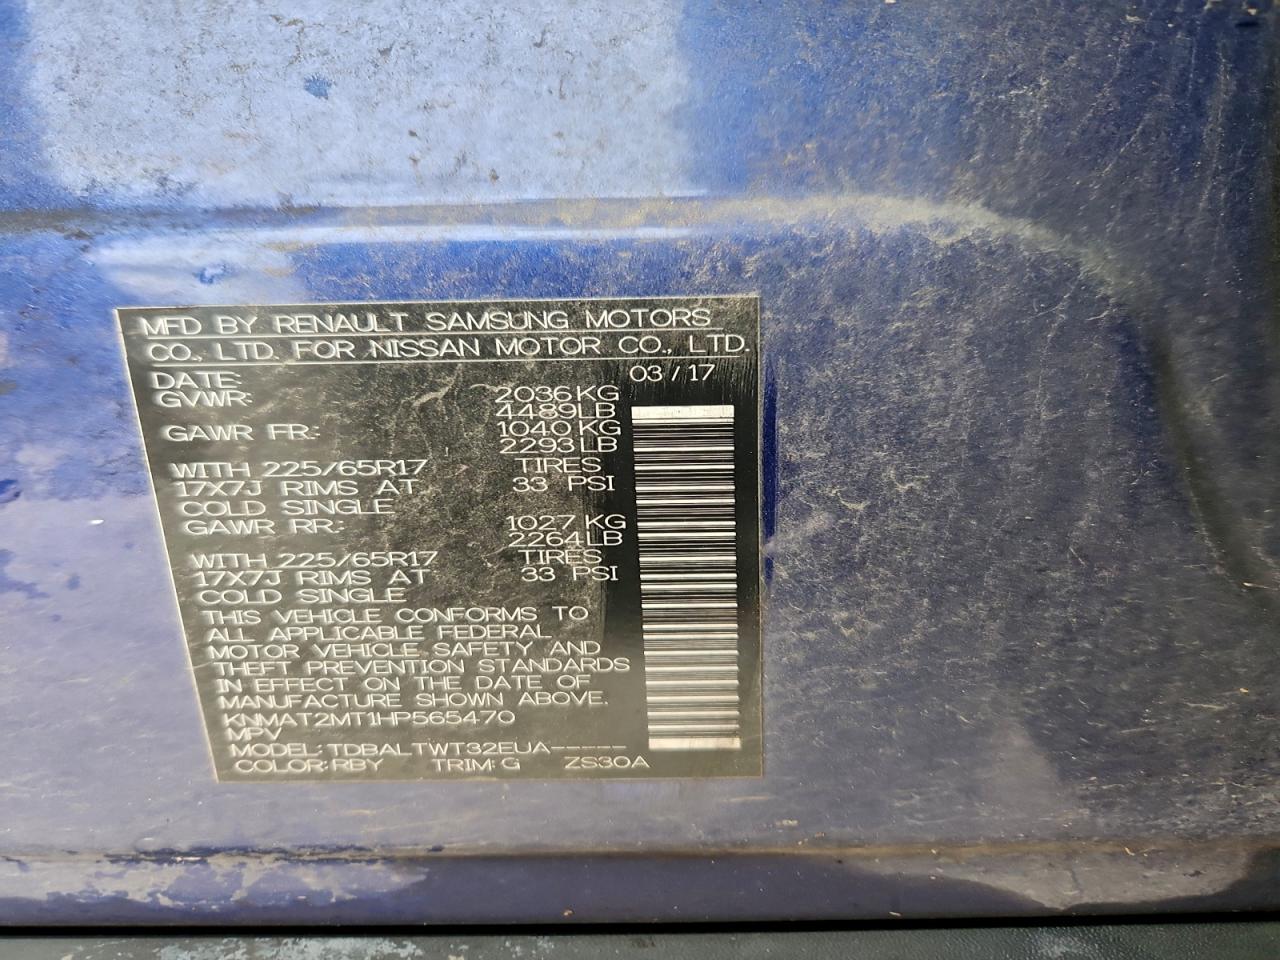 MFD BY RENAULT SAMSUNG MOTORS
CO., LTD. FOR NISSAN MOTOR CO., LTD.
DATE: 03 / 17
GVWR: 2036 KG
4489 LB
GAWR FR: 1040 KG
2293 LB
WITH 225/65R17 TIRES
17X7J RIMS AT 33 PSI
COLD SINGLE
GAWR RR: 1027 KG
2264 LB
WITH 225/65R17 TIRES
17X7J RIMS AT 33 PSI
COLD SINGLE
THIS VEHICLE CONFORMS TO
ALL APPLICABLE FEDERAL
MOTOR VEHICLE SAFETY AND
THEFT PREVENTION STANDARDS
IN EFFECT ON THE DATE OF
MANUFACTURE SHOWN ABOVE.
KNMAT2MT1HP565470
MPV
MODEL: TDBALTWT32EUA-----
COLOR: RBY TRIM: G ZS30A